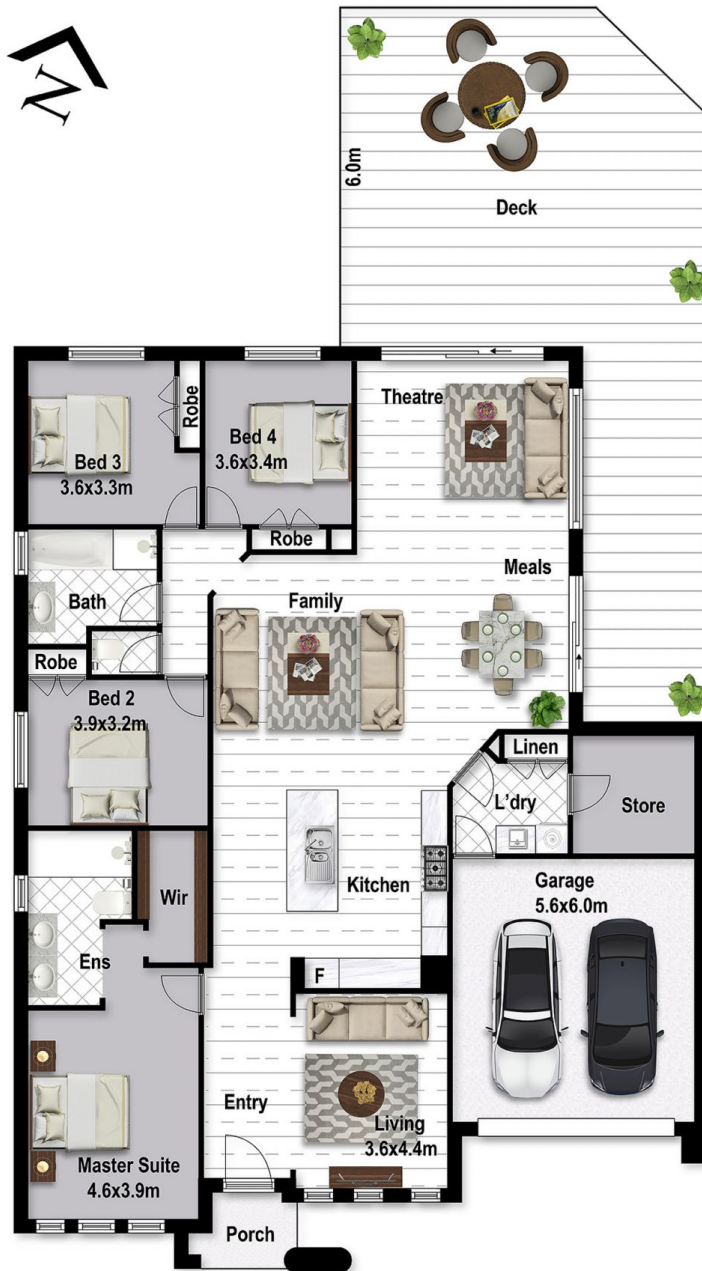 N
6.0m
Deck
Theatre
Robe
Bed 3
3.6x3.3m
Bed 4
3.6x3.4m
Robe
Meals
Bath
Family
Robe
Bed 2
3.9x3.2m
Linen
L'dry
Store
Wir
Kitchen
Garage
5.6x6.0m
Ens
F
Entry
Living
3.6x4.4m
Master Suite
4.6x3.9m
Porch